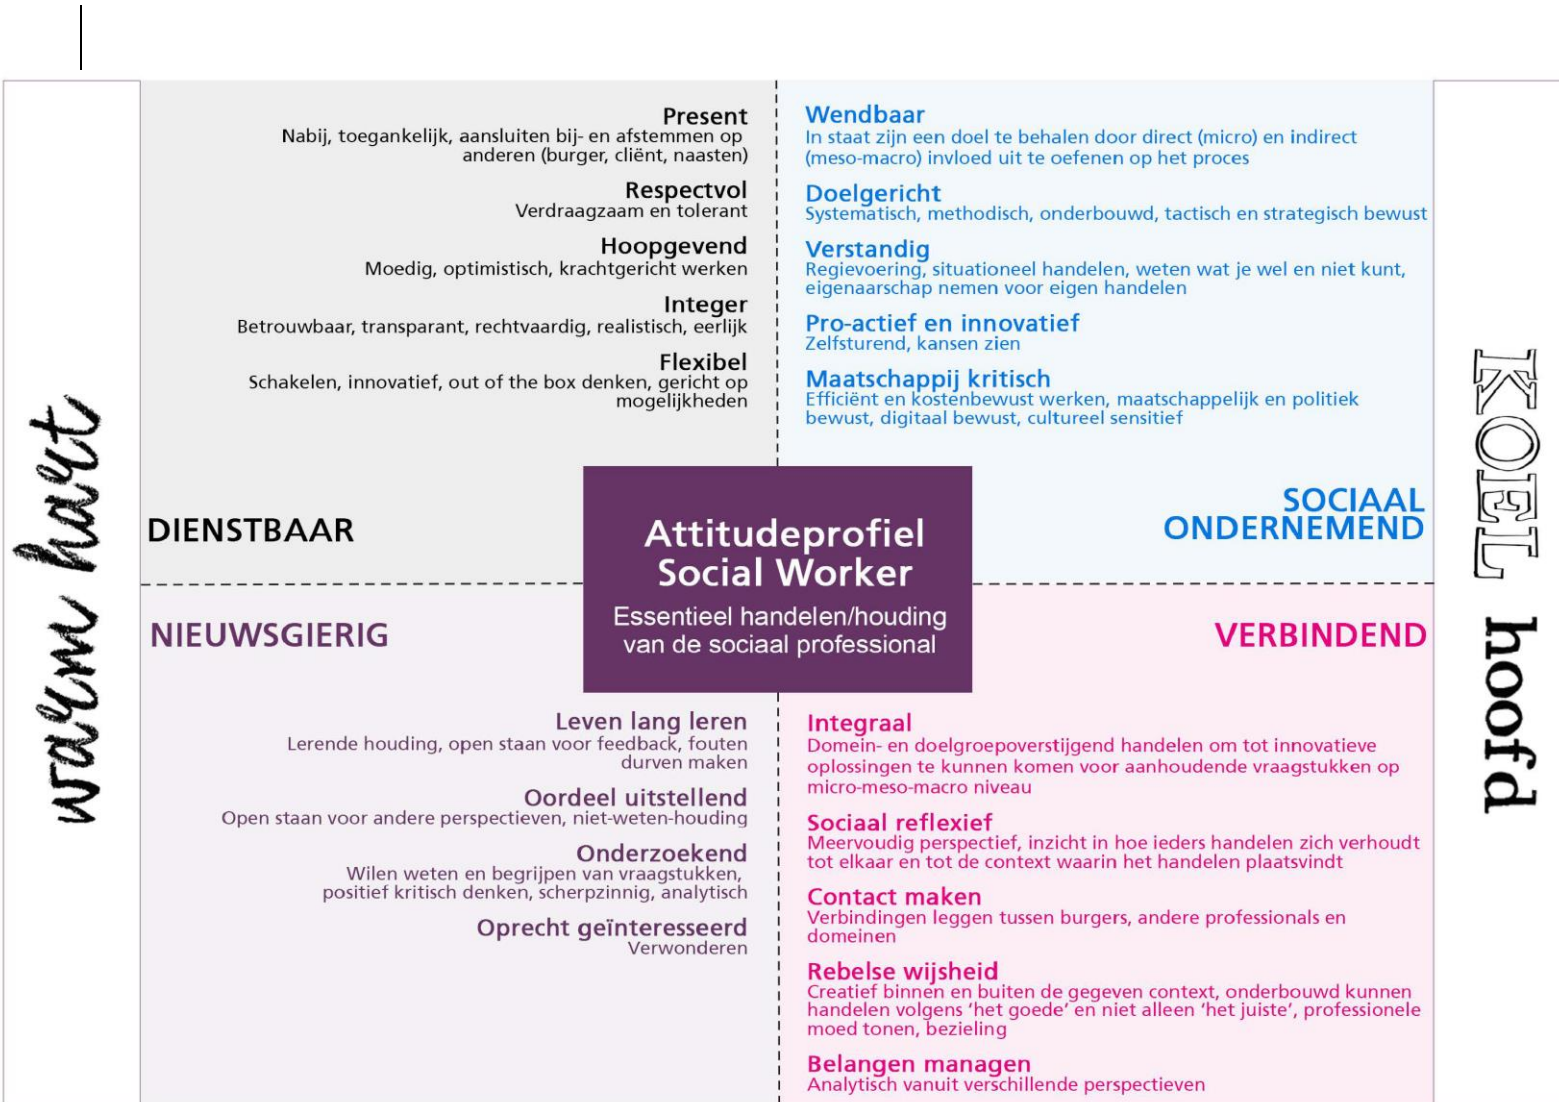 warm hart
Present
Nabij, toegankelijk, aansluiten bij- en afstemmen op
anderen (burger, cliënt, naasten)
Respectvol
Verdraagzaam en tolerant
Hoopgevend
Moedig, optimistisch, krachtgericht werken
Integer
Betrouwbaar, transparant, rechtvaardig, realistisch, eerlijk
Flexibel
Schakelen, innovatief, out of the box denken, gericht op
mogelijkheden
DIENSTBAAR
Wendbaar
In staat zijn een doel te behalen door direct (micro) en indirect
(meso-macro) invloed uit te oefenen op het proces
Doelgericht
Systematisch, methodisch, onderbouwd, tactisch en strategisch bewust
Verstandig
Regievoering, situationeel handelen, weten wat je wel en niet kunt,
eigenaarschap nemen voor eigen handelen
Pro-actief en innovatief
Zelfsturend, kansen zien
Maatschappij kritisch
Efficiënt en kostenbewust werken, maatschappelijk en politiek
bewust, digitaal bewust, cultureel sensitief
SOCIAAL
ONDERNEMEND
Attitudeprofiel
Social Worker
Essentieel handelen/houding
van de sociaal professional
NIEUWSGIERIG
Leven lang leren
Lerende houding, open staan voor feedback, fouten
durven maken
Oordeel uitstellend
Open staan voor andere perspectieven, niet-weten-houding
Onderzoekend
Wilen weten en begrijpen van vraagstukken,
positief kritisch denken, scherpzinnig, analytisch
Oprecht geïnteresseerd
Verwonderen
VERBINDEND
Integraal
Domein- en doelgroepoverstijgend handelen om tot innovatieve
oplossingen te kunnen komen voor aanhoudende vraagstukken op
micro-meso-macro niveau
Sociaal reflexief
Meervoudig perspectief, inzicht in hoe ieders handelen zich verhoudt
tot elkaar en tot de context waarin het handelen plaatsvindt
Contact maken
Verbindingen leggen tussen burgers, andere professionals en
domeinen
Rebelse wijsheid
Creatief binnen en buiten de gegeven context, onderbouwd kunnen
handelen volgens ‘het goede’ en niet alleen ‘het juiste’, professionele
moed tonen, bezieling
Belangen managen
Analytisch vanuit verschillende perspectieven
KOEL hoofd